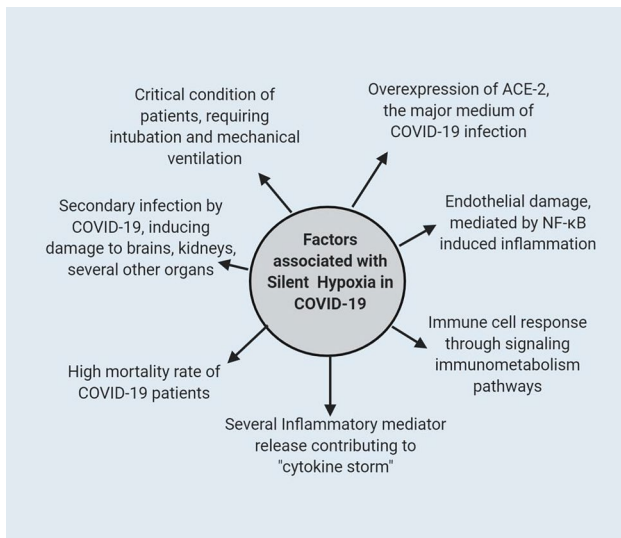 Critical condition of
patients, requiring
intubation and mechanical
ventilation
Overexpression of ACE-2,
the major medium of
COVID-19 infection
Secondary infection by
COVID-19, inducing
damage to brains, kidneys,
several other organs
Factors
associated with
Silent Hypoxia in
COVID-19
Endothelial damage,
mediated by NF-κB
induced inflammation
High mortality rate of
COVID-19 patients
Immune cell response
through signaling
immunometabolism
pathways
Several Inflammatory mediator
release contributing to
"cytokine storm"